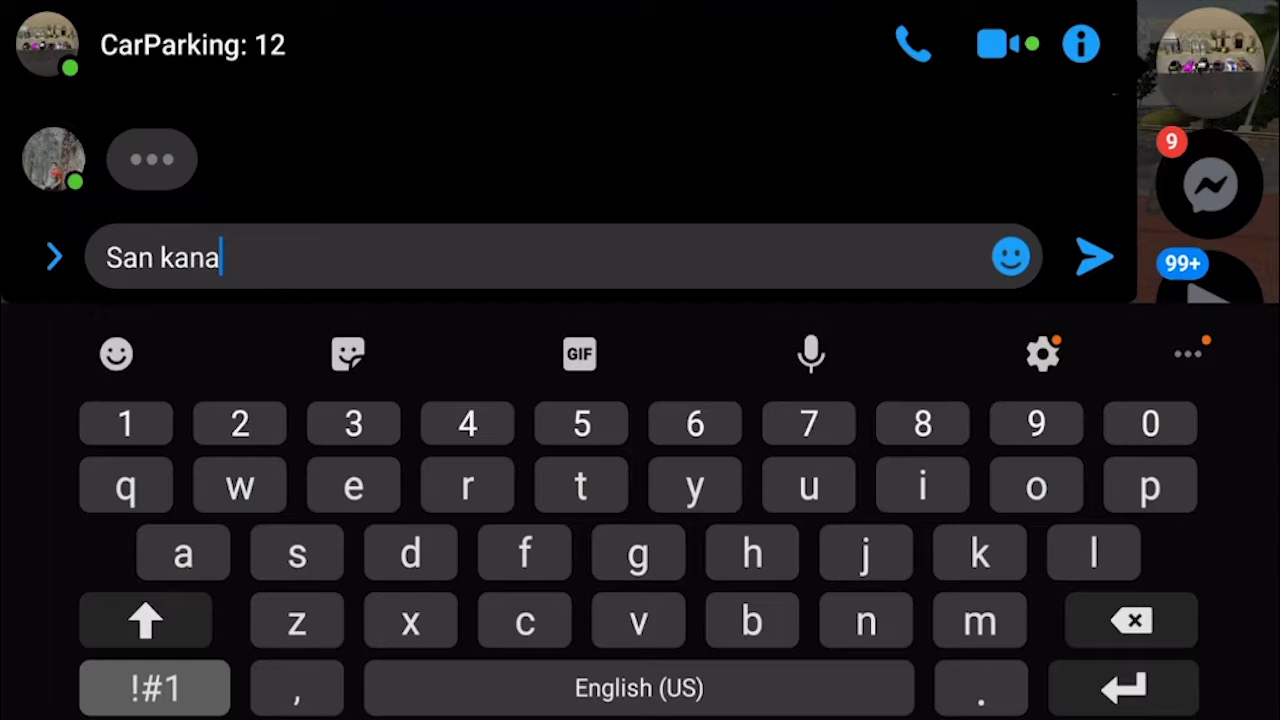 CarParking: 12
9
San kana
99+
GIF
1 2 3 4 5 6 7 8 9 0
q w e r t y u i o p
a s d f g h j k l
z x c v b n m
!#1 , English (US) .